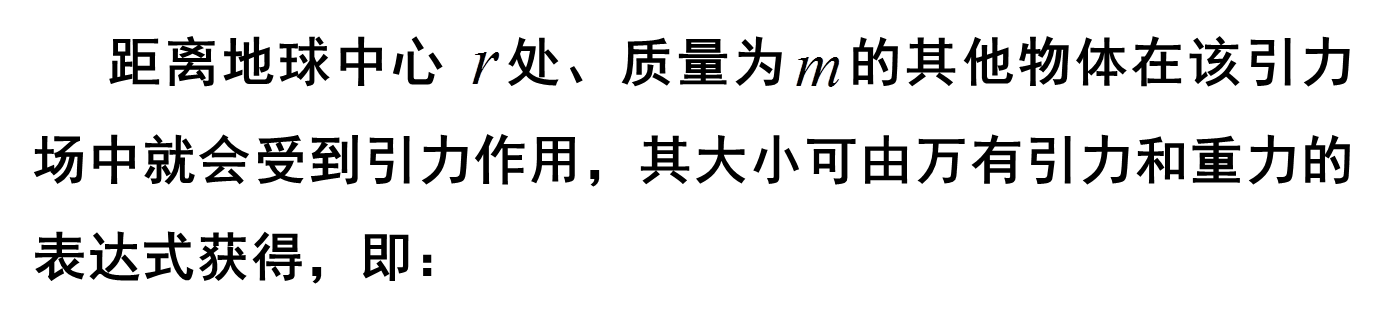 距离地球中心 r处、质量为m的其他物体在该引力
场中就会受到引力作用，其大小可由万有引力和重力的
表达式获得，即：